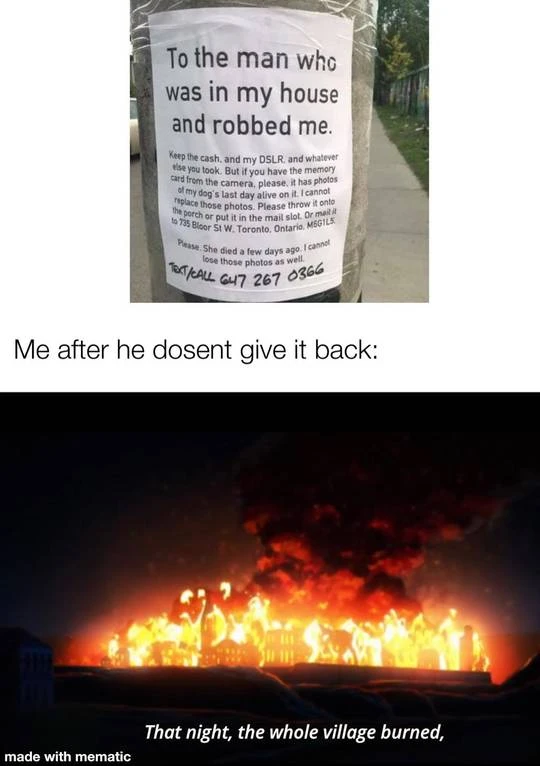 To the man who
was in my house
and robbed me.
Keep the cash, and my DSLR, and whatever
else you took. But if you have the memory
card from the camera, please, it has photos
of my dog's last day alive on it. I cannot
replace those photos. Please throw it onto
the porch or put it in the mail slot. Or mail it
to 735 Bloor St W. Toronto, Ontario, M6G1L5.
Please. She died a few days ago. I cannot
lose those photos as well.
TEXT/CALL 647 267 0366
Me after he dosent give it back:
That night, the whole village burned,
made with mematic